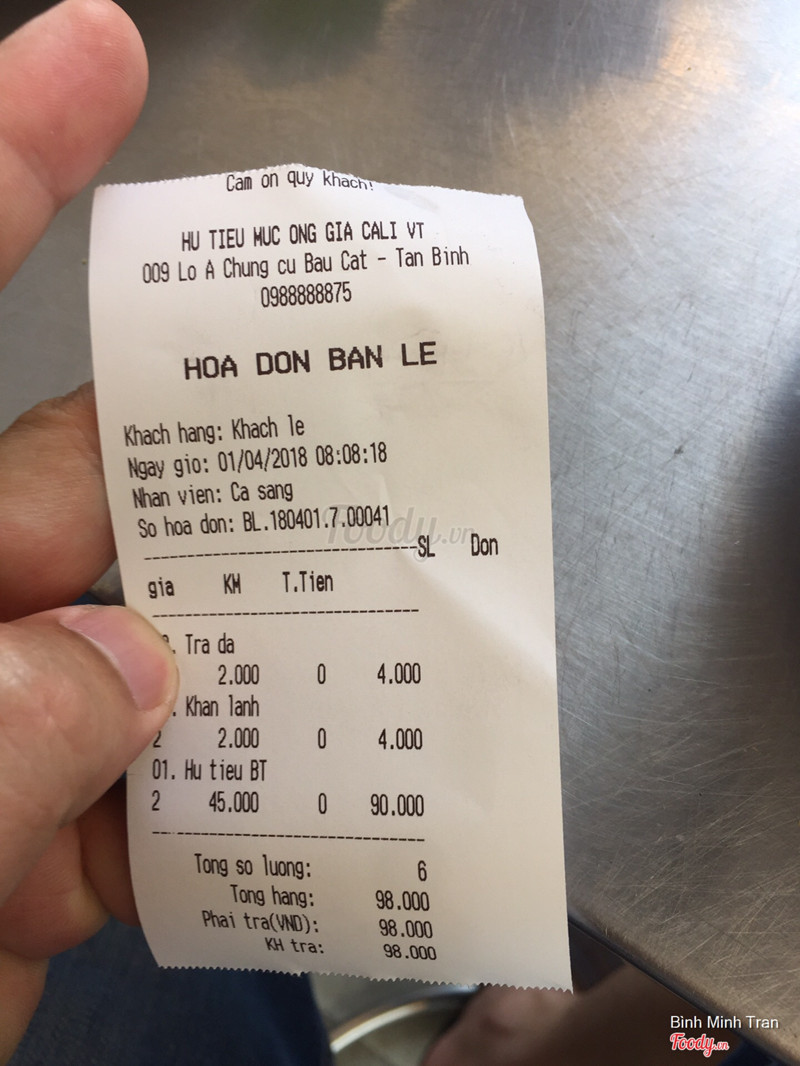 Cam on quy khach!
HU TIEU MUC ONG GIA CALI VT
009 Lo A Chung cu Bau Cat - Tan Binh
0988888875
HOA DON BAN LE
Khach hang: Khach le
Ngay gio: 01/04/2018 08:08:18
Nhan vien: Ca sang
So hoa don: BL.180401.7.00041
Foody.vn
SL Don
gia KM T.Tien
. Tra da
2.000 0 4.000
. Khan lanh
2 2.000 0 4.000
01. Hu tieu BT
2 45.000 0 90.000
Tong so luong: 6
Tong hang: 98.000
Phai tra(VND): 98.000
KH tra: 98.000
Bình Minh Tran
Foody.vn